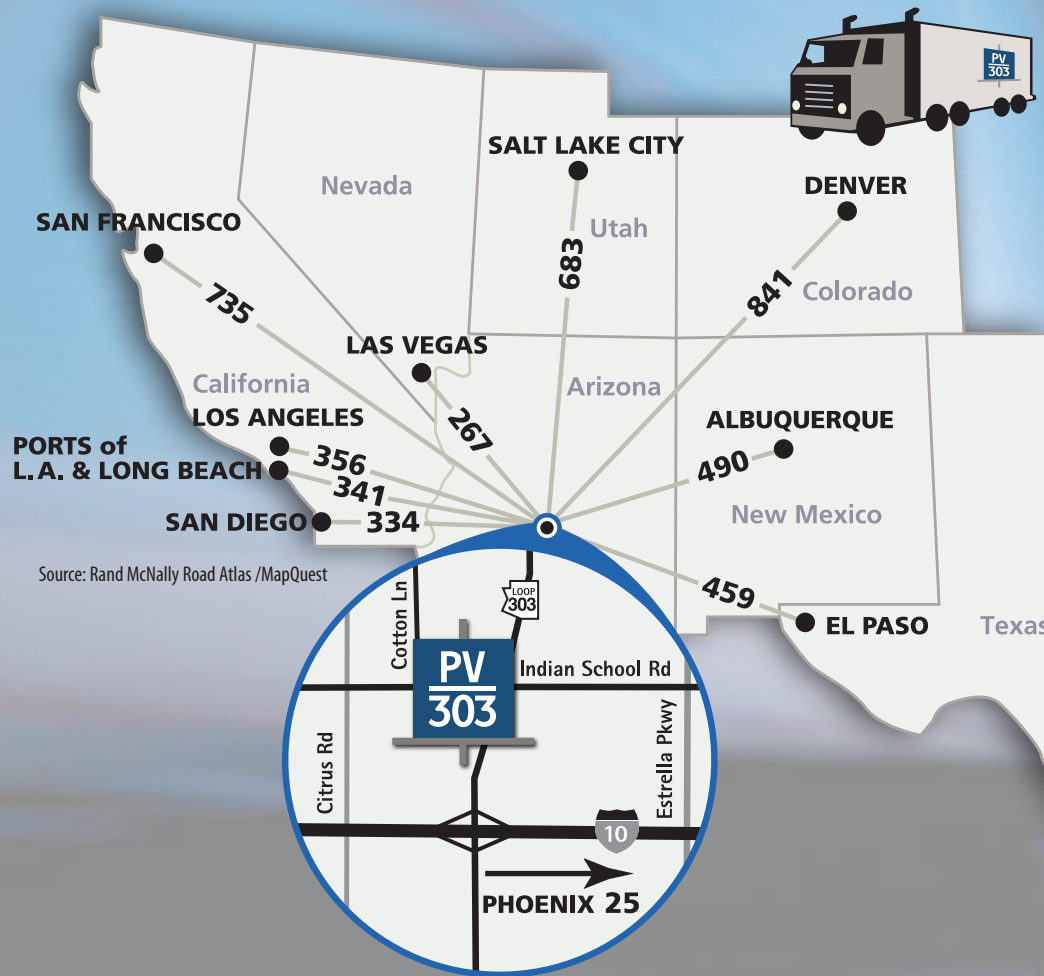 PV
303
SALT LAKE CITY
Nevada
DENVER
SAN FRANCISCO
Utah
683
735
841
Colorado
LAS VEGAS
California
Arizona
267
LOS ANGELES
ALBUQUERQUE
PORTS of
L.A. & LONG BEACH
356
490
341
SAN DIEGO
334
New Mexico
Source: Rand McNally Road Atlas /MapQuest
459
EL PASO
Texas
LOOP
303
Cotton Ln
PV
303
Indian School Rd
Citrus Rd
Estrella Pkwy
10
PHOENIX 25